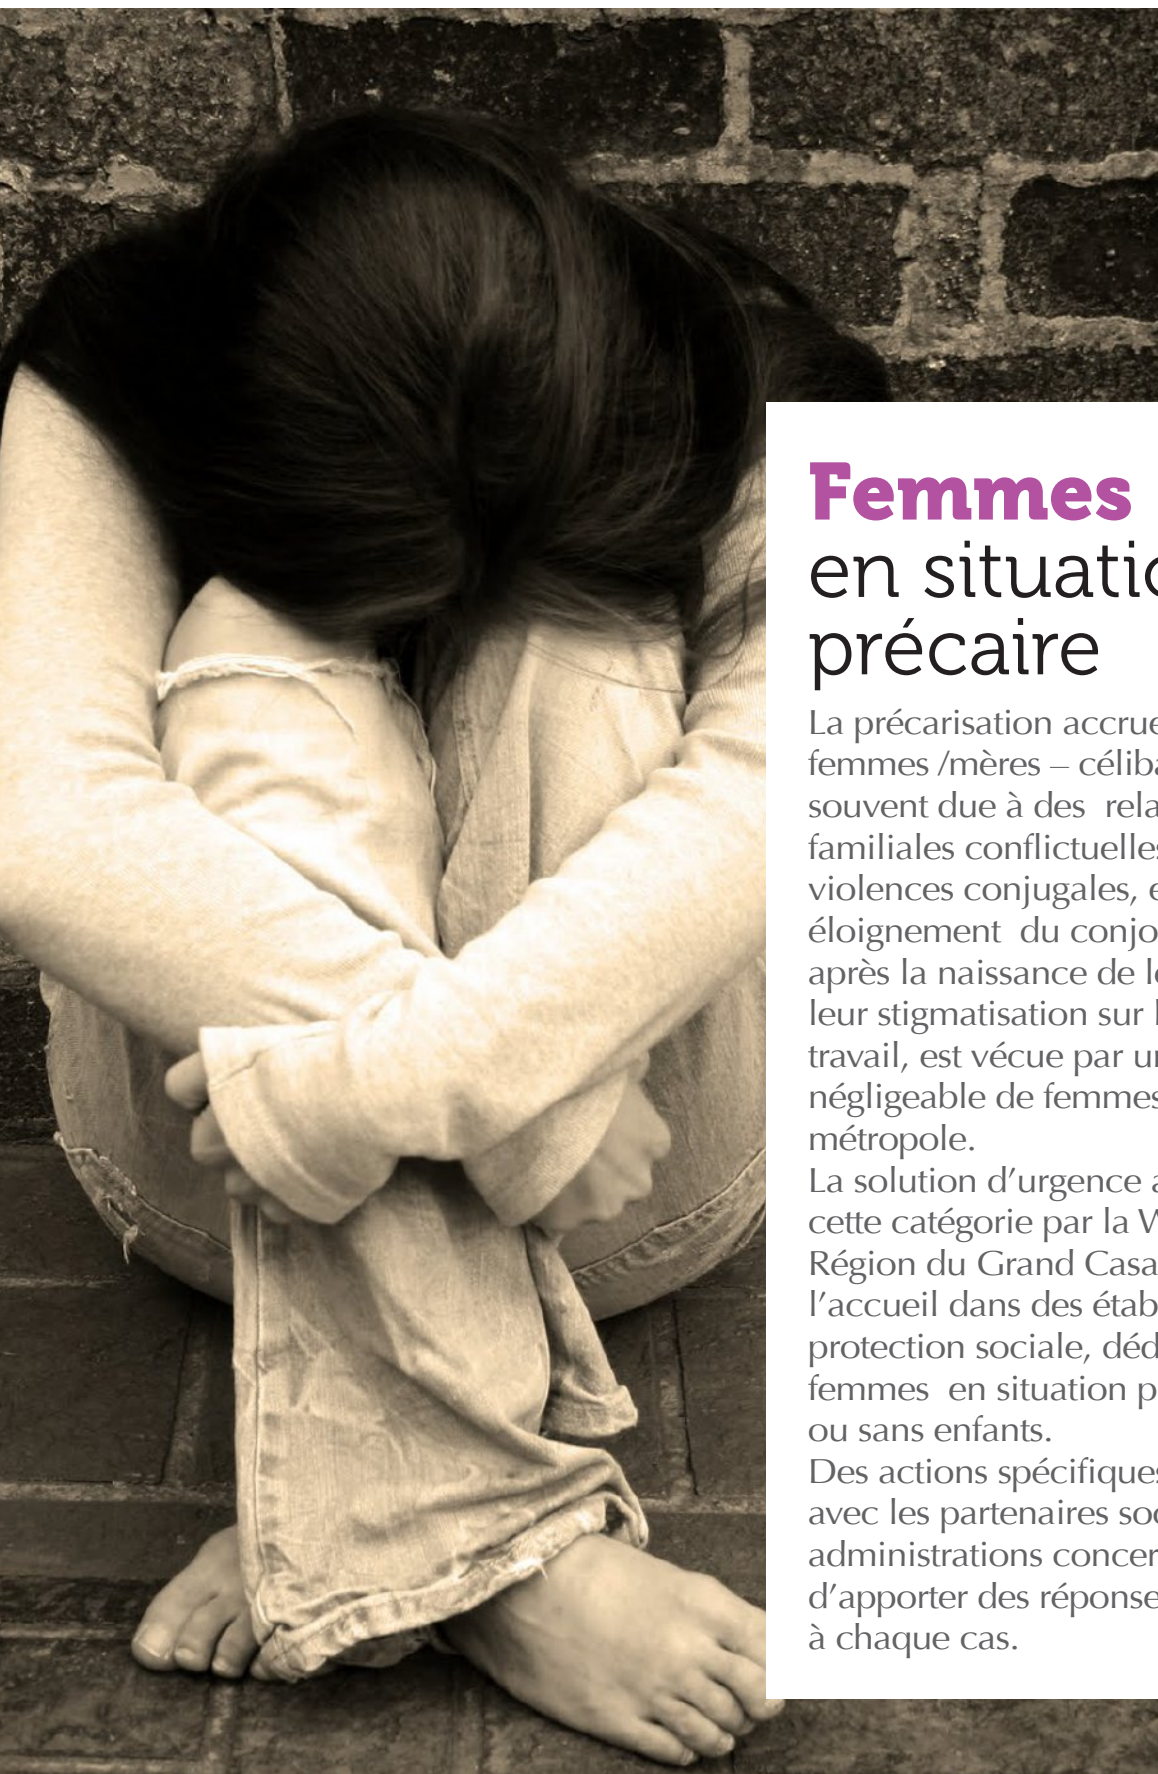 Femmes
en situatio
précaire
La précarisation accrue
femmes /mères – céliba
souvent due à des rela
familiales conflictuelles
violences conjugales, e
éloignement du conjo
après la naissance de le
leur stigmatisation sur l
travail, est vécue par un
négligeable de femmes
métropole.
La solution d’urgence a
cette catégorie par la W
Région du Grand Casa
l’accueil dans des étab
protection sociale, déd
femmes en situation p
ou sans enfants.
Des actions spécifiques
avec les partenaires soc
administrations concer
d’apporter des réponse
à chaque cas.